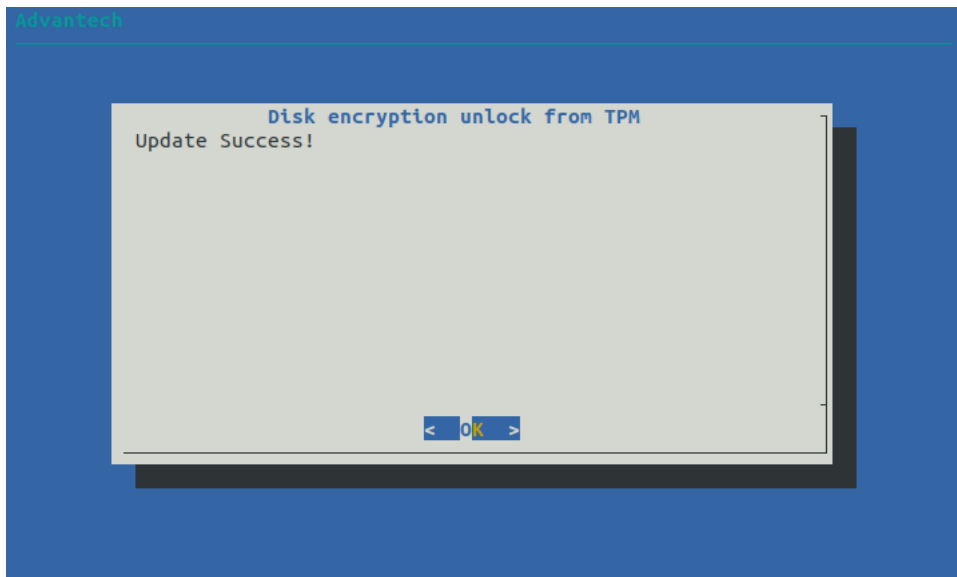 Advantech
Disk encryption unlock from TPM
Update Success!
< OK >